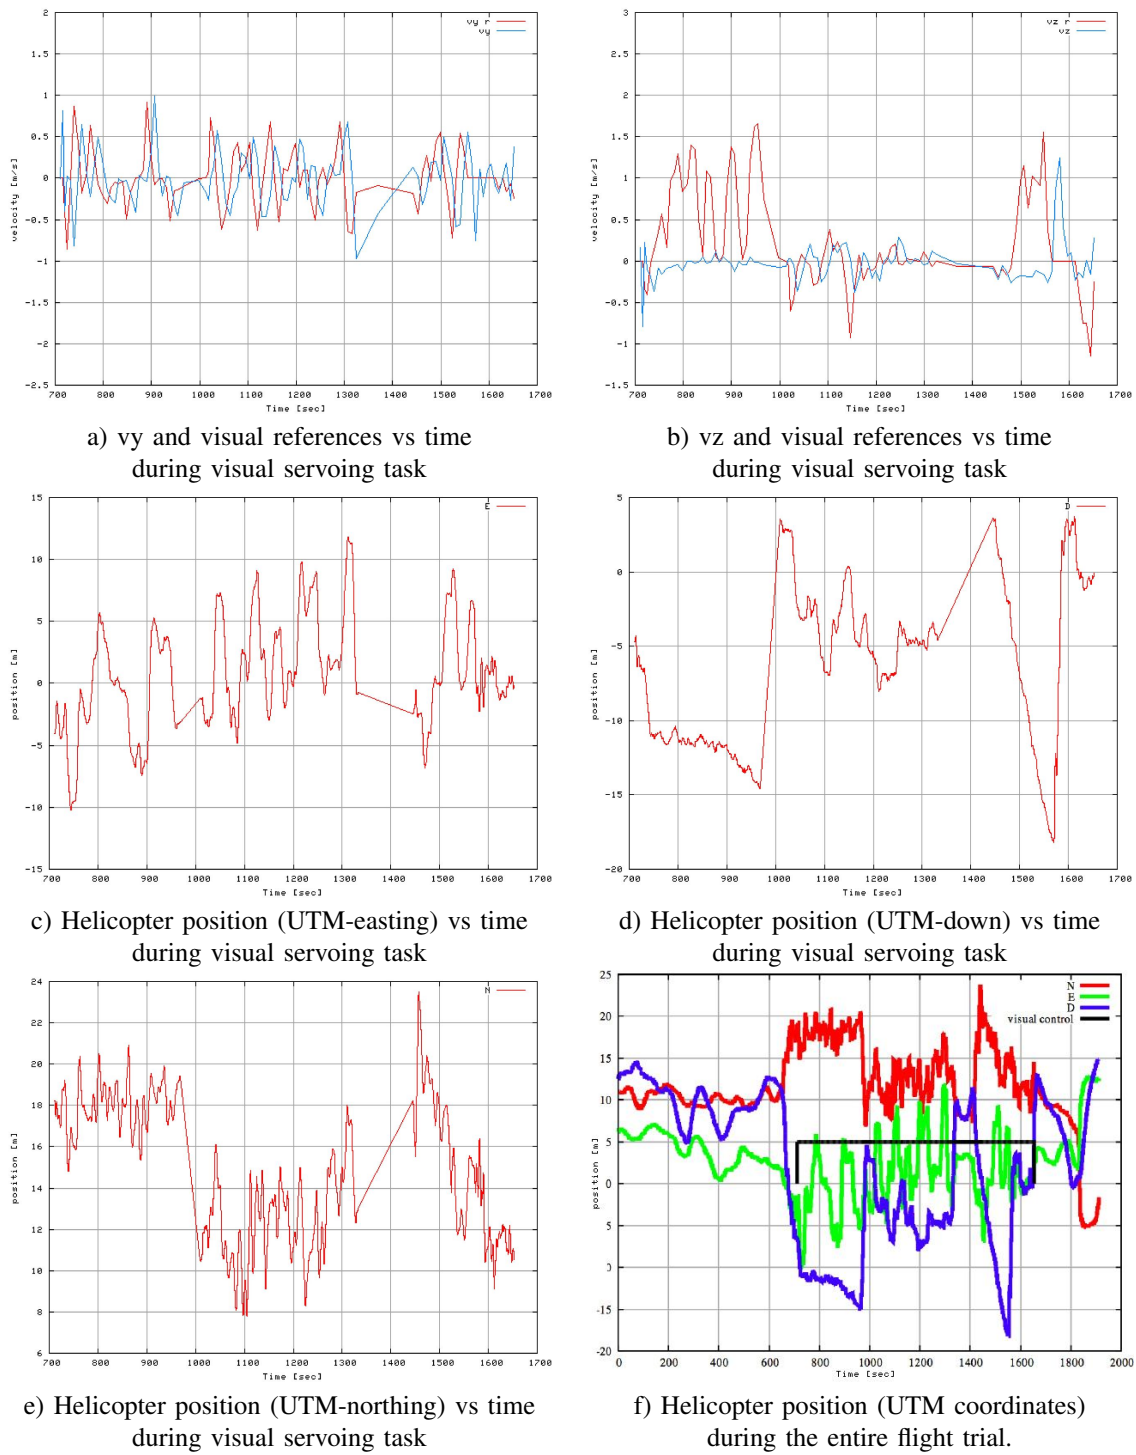 2
1.5
1
0.5
0
-0.5
-1
-1.5
-2
-2.5
velocity [m/s]
vy r
vy
700 800 900 1000 1100 1200 1300 1400 1500 1600 1700
Time [sec]
a) vy and visual references vs time
during visual servoing task
3
2.5
2
1.5
1
0.5
0
-0.5
-1
-1.5
velocity [m/s]
vz r
vz
700 800 900 1000 1100 1200 1300 1400 1500 1600 1700
Time [sec]
b) vz and visual references vs time
during visual servoing task
15
10
5
0
-5
-10
-15
position [m]
E
700 800 900 1000 1100 1200 1300 1400 1500 1600 1700
Time [sec]
c) Helicopter position (UTM-easting) vs time
during visual servoing task
5
0
-5
-10
-15
-20
position [m]
D
700 800 900 1000 1100 1200 1300 1400 1500 1600 1700
Time [sec]
d) Helicopter position (UTM-down) vs time
during visual servoing task
24
22
20
18
16
14
12
10
8
6
position [m]
N
700 800 900 1000 1100 1200 1300 1400 1500 1600 1700
Time [sec]
e) Helicopter position (UTM-northing) vs time
during visual servoing task
25
20
15
10
5
0
5
0
-15
-20
position [m]
N
E
D
visual control
0 200 400 600 800 1000 1200 1400 1600 1800 2000
Time [sec]
f) Helicopter position (UTM coordinates)
during the entire flight trial.